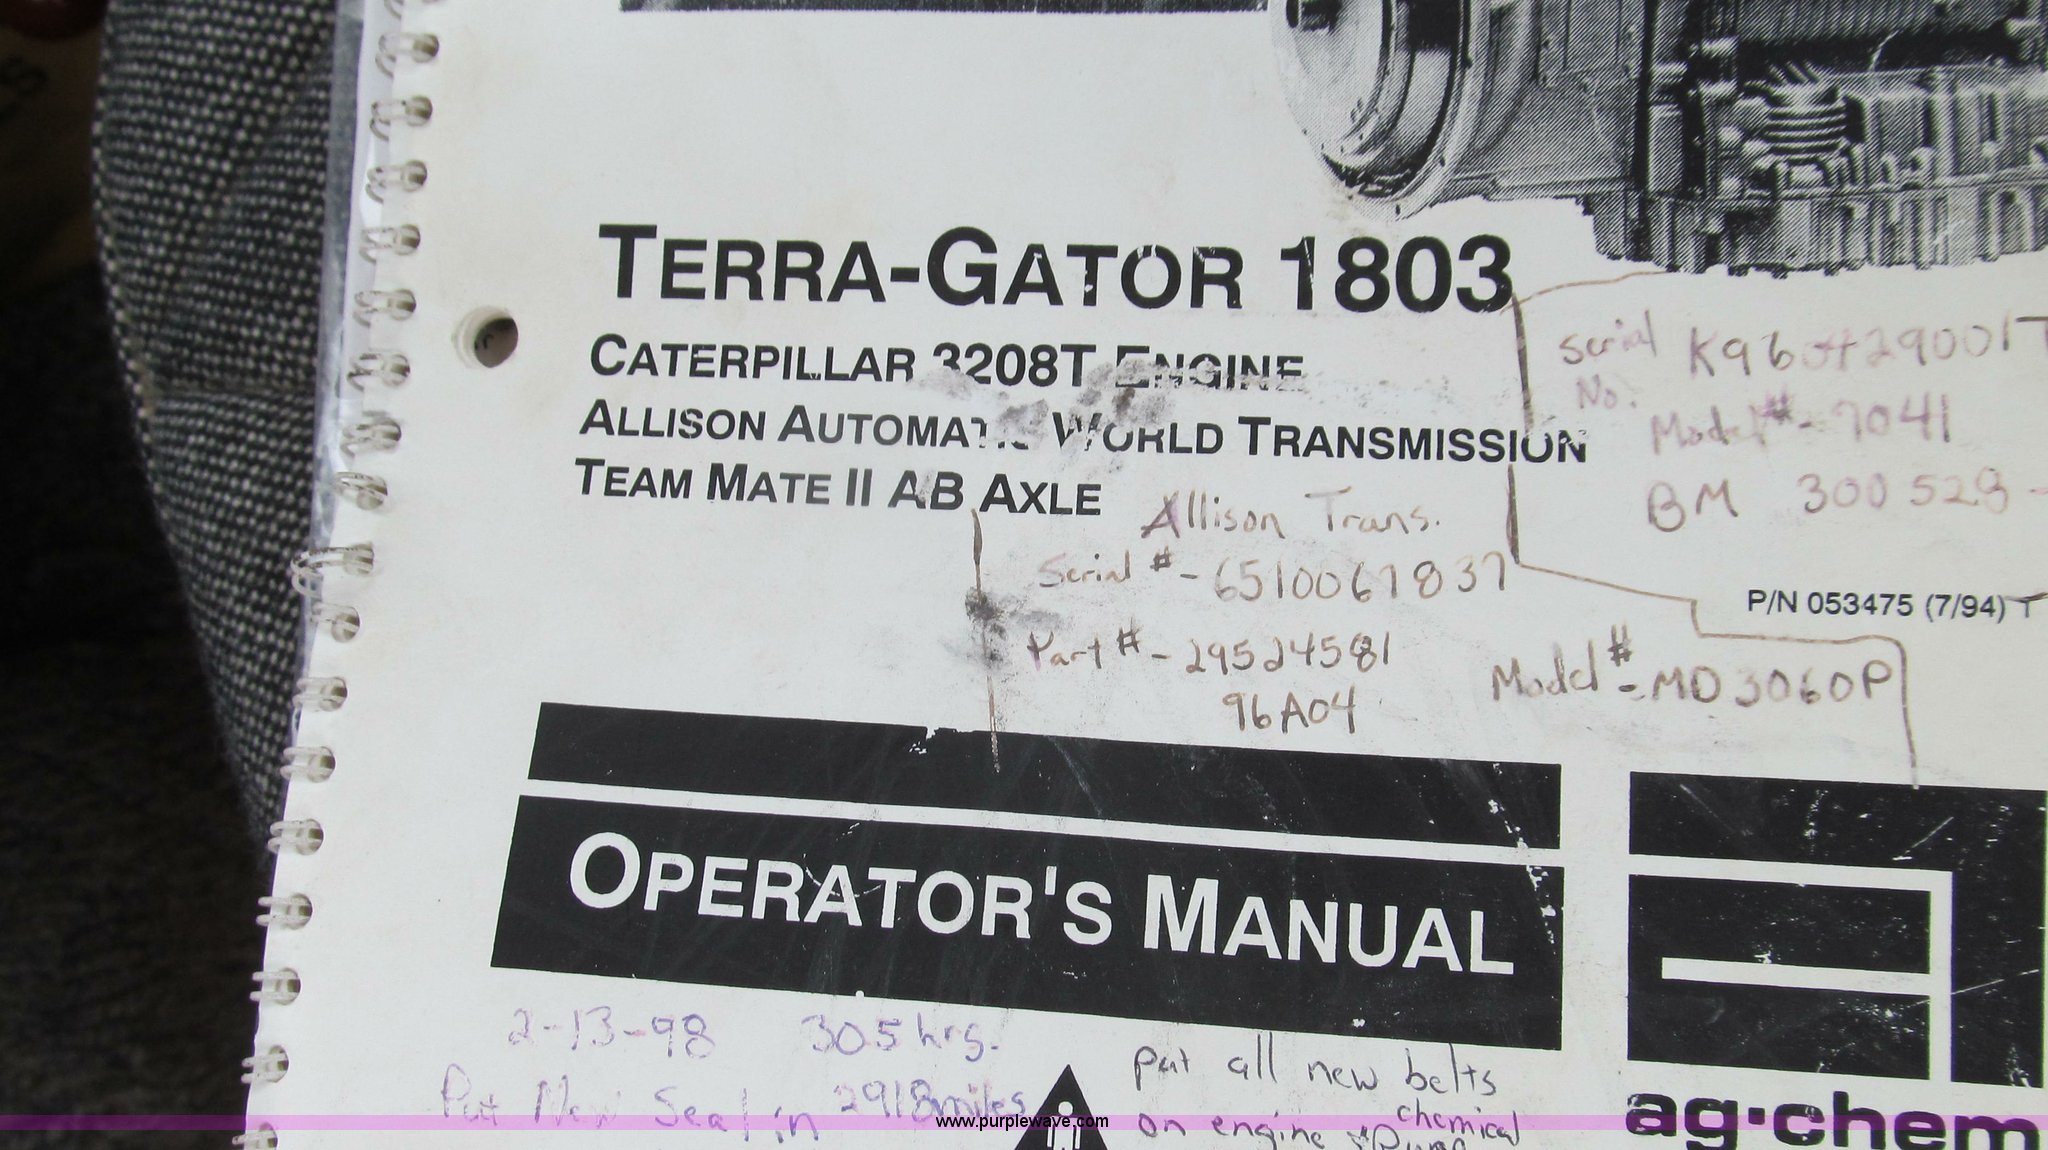 TERRA-GATOR 1803
CATERPILLAR 3208T ENGINE
ALLISON AUTOMATIC WORLD TRANSMISSION
TEAM MATE II AB AXLE
Serial No. K960429001T
Model # - 7041
BM 300528-
Allison Trans.
Serial # - 6510067837
P/N 053475 (7/94) T
Part # - 29524581
96A04
Model # - MD3060P
OPERATOR'S MANUAL
2-13-98 305 hrs.
Put New Seal in 2918 miles
put all new belts
on engine & chemical
Pump
ag·chem
www.purplewave.com